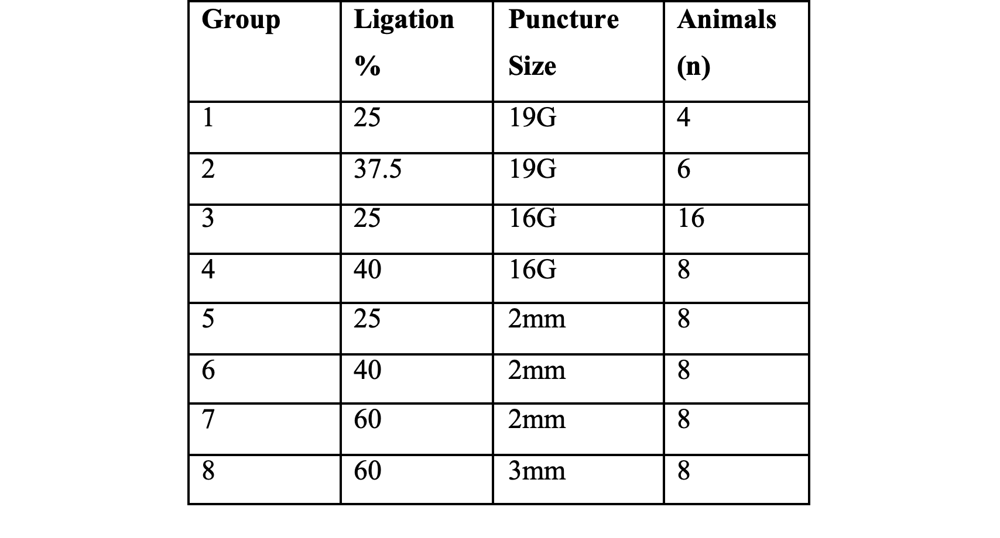 Group Ligation % Puncture Size Animals (n)
1 25 19G 4
2 37.5 19G 6
3 25 16G 16
4 40 16G 8
5 25 2mm 8
6 40 2mm 8
7 60 2mm 8
8 60 3mm 8